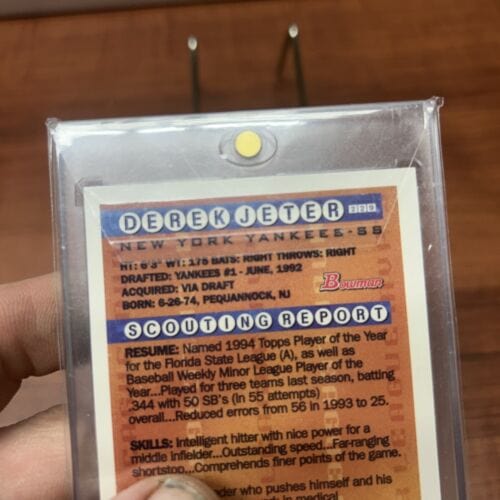 DEREK JETER 229
NEW YORK YANKEES-SS
HT: 6'3" WT: 175 BATS: RIGHT THROWS: RIGHT
DRAFTED: YANKEES #1 - JUNE, 1992
ACQUIRED: VIA DRAFT
BORN: 6-26-74, PEQUANNOCK, NJ
Bowman
SCOUTING REPORT
RESUME: Named 1994 Topps Player of the Year
for the Florida State League (A), as well as
Baseball Weekly Minor League Player of the
Year...Played for three teams last season, batting
.344 with 50 SB's (in 55 attempts)
overall...Reduced errors from 56 in 1993 to 25.
SKILLS: Intelligent hitter with nice power for a
middle infielder...Outstanding speed...Far-ranging
shortstop...Comprehends finer points of the game.
who pushes himself and his